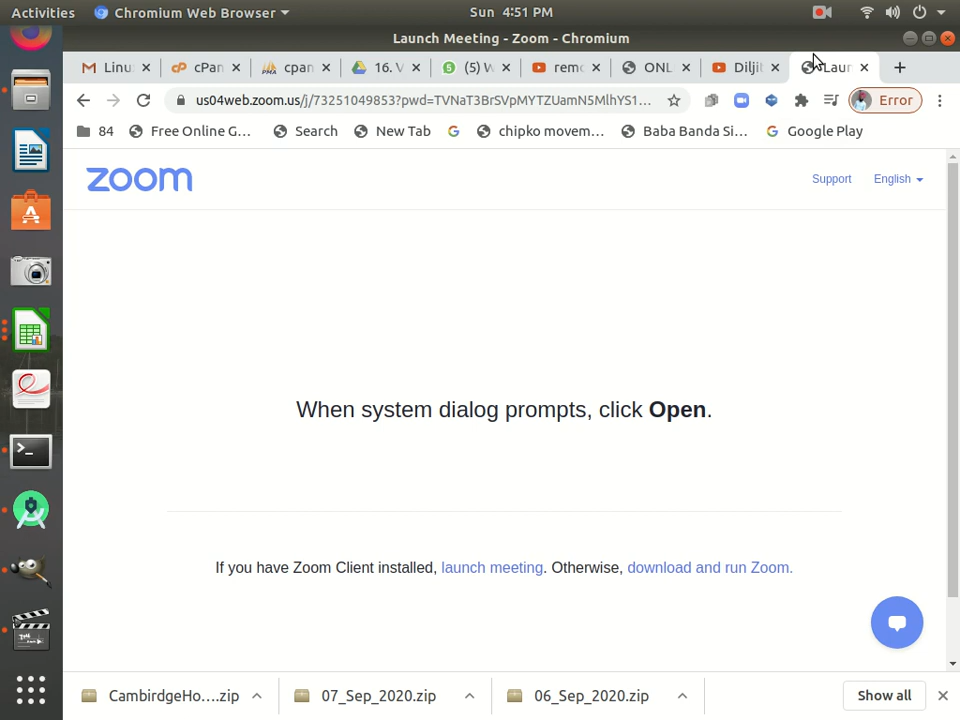 Activities
Chromium Web Browser
Sun 4:51 PM
Launch Meeting - Zoom - Chromium
Linu
cPan
cpan
16. V
(5) W
remo
ONL
Dilji
Laun
us04web.zoom.us/j/73251049853?pwd=TVNaT3BrSVpMYTZUamN5MlhYS1...
Error
84
Free Online G...
Search
New Tab
chipko movem...
Baba Banda Si...
Google Play
zoom
Support
English
When system dialog prompts, click Open.
If you have Zoom Client installed, launch meeting. Otherwise, download and run Zoom.
CambirdgeHo....zip
07_Sep_2020.zip
06_Sep_2020.zip
Show all